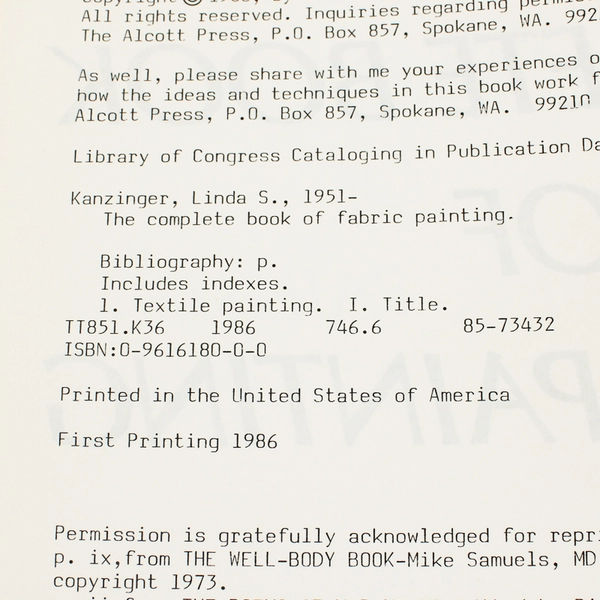 All rights reserved. Inquiries regarding
The Alcott Press, P.O. Box 857, Spokane, WA. 992
As well, please share with me your experiences o
how the ideas and techniques in this book work f
Alcott Press, P.O. Box 857, Spokane, WA. 99210
Library of Congress Cataloging in Publication Da
Kanzinger, Linda S., 1951-
The complete book of fabric painting.
Bibliography: p.
Includes indexes.
1. Textile painting. I. Title.
TT851.K36 1986 746.6 85-73432
ISBN:0-9616180-0-0
Printed in the United States of America
First Printing 1986
Permission is gratefully acknowledged for repri
p. ix,from THE WELL-BODY BOOK-Mike Samuels, MD
copyright 1973.